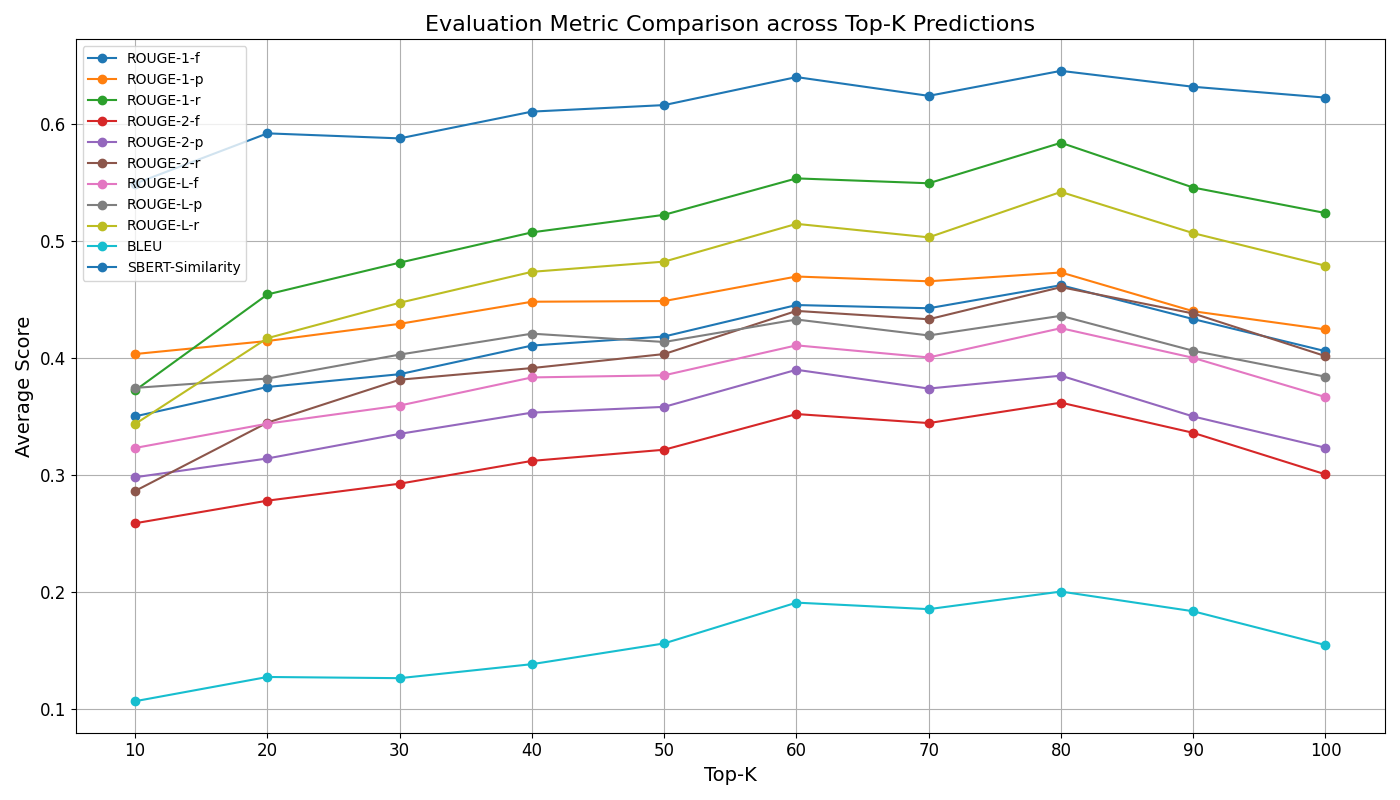 Evaluation Metric Comparison across Top-K Predictions
ROUGE-1-f
ROUGE-1-p
ROUGE-1-r
ROUGE-2-f
ROUGE-2-p
ROUGE-2-r
ROUGE-L-f
ROUGE-L-p
ROUGE-L-r
BLEU
SBERT-Similarity
Average Score
0.6
0.5
0.4
0.3
0.2
0.1
10 20 30 40 50 60 70 80 90 100
Top-K